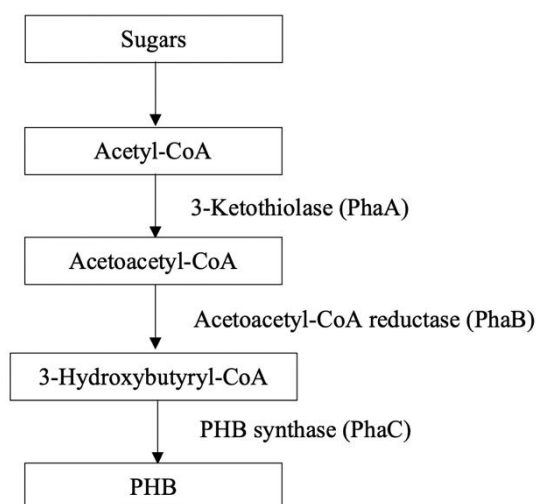 Sugars
Acetyl-CoA
3-Ketothiolase (PhaA)
Acetoacetyl-CoA
Acetoacetyl-CoA reductase (PhaB)
3-Hydroxybutyryl-CoA
PHB synthase (PhaC)
PHB